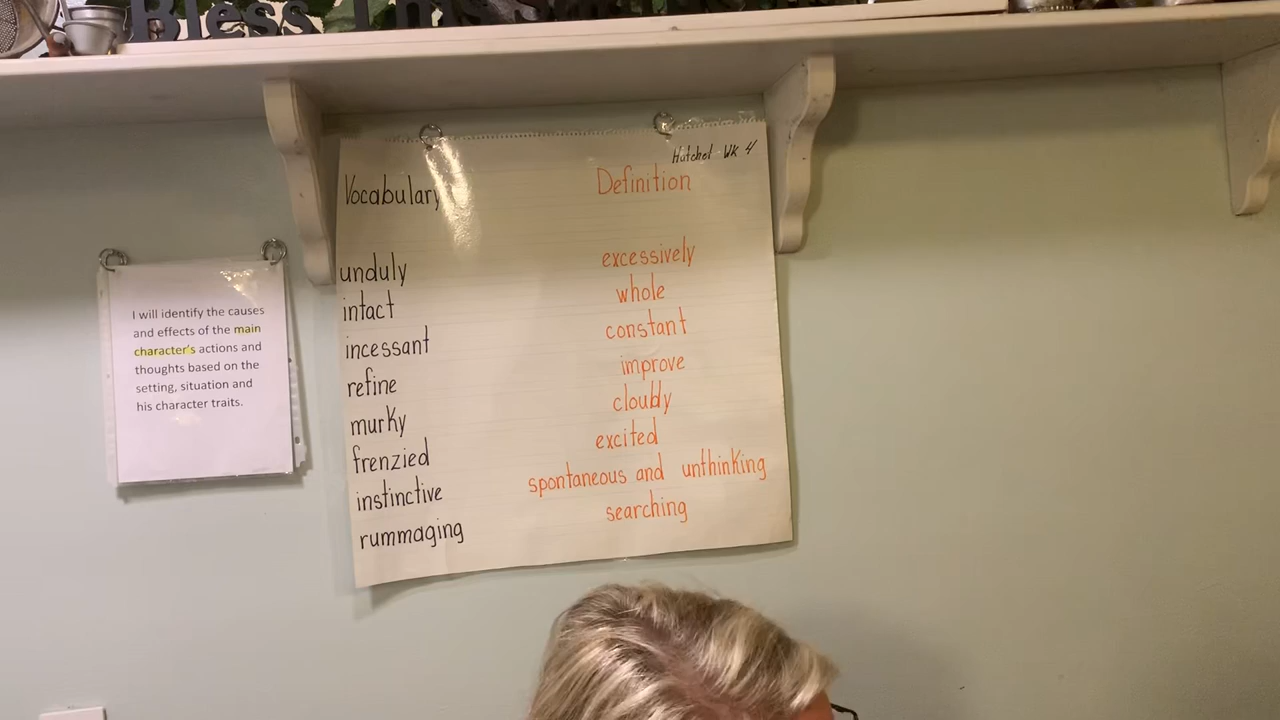 Bless This
Hatchet Wk 4
Vocabulary Definition
unduly excessively
intact whole
incessant constant
refine improve
murky cloudy
frenzied excited
instinctive spontaneous and unthinking
rummaging searching
I will identify the causes
and effects of the main
character's actions and
thoughts based on the
setting, situation and
his character traits.